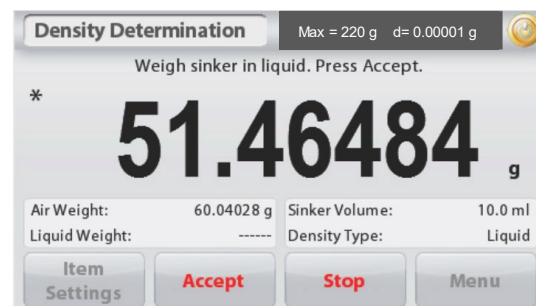 Density Determination Max = 220 g d= 0.00001 g
Weigh sinker in liquid. Press Accept.
*
51.46484 g
Air Weight: 60.04028 g Sinker Volume: 10.0 ml
Liquid Weight: ------ Density Type: Liquid
Item Settings Accept Stop Menu